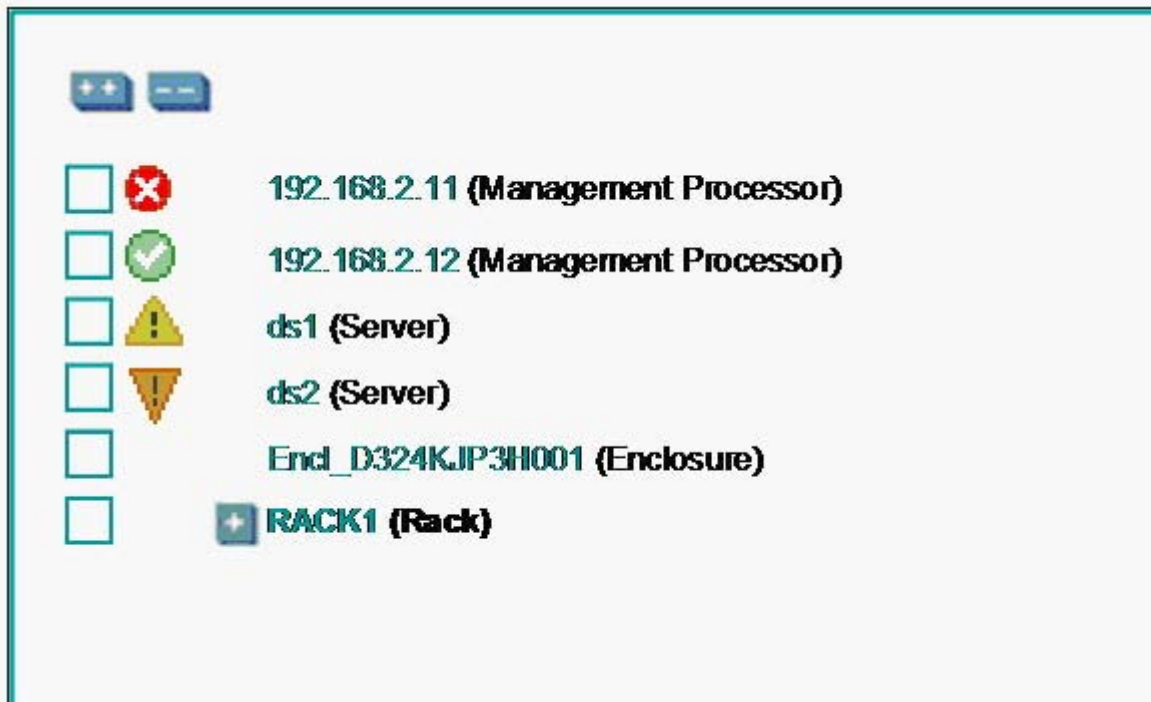 192.168.2.11 (Management Processor)
192.168.2.12 (Management Processor)
ds1 (Server)
ds2 (Server)
Encl_D324KJP3H001 (Enclosure)
RACK1 (Rack)